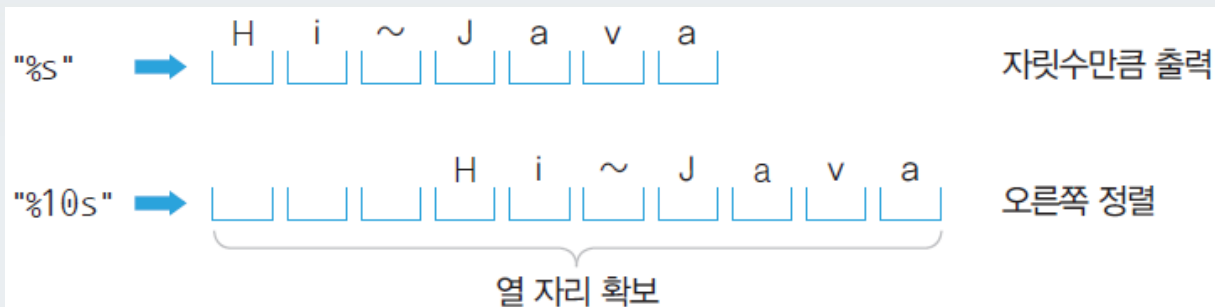 H i ~ J a v a
"%s" 자릿수만큼 출력
H i ~ J a v a
"%10s" 오른쪽 정렬
열 자리 확보